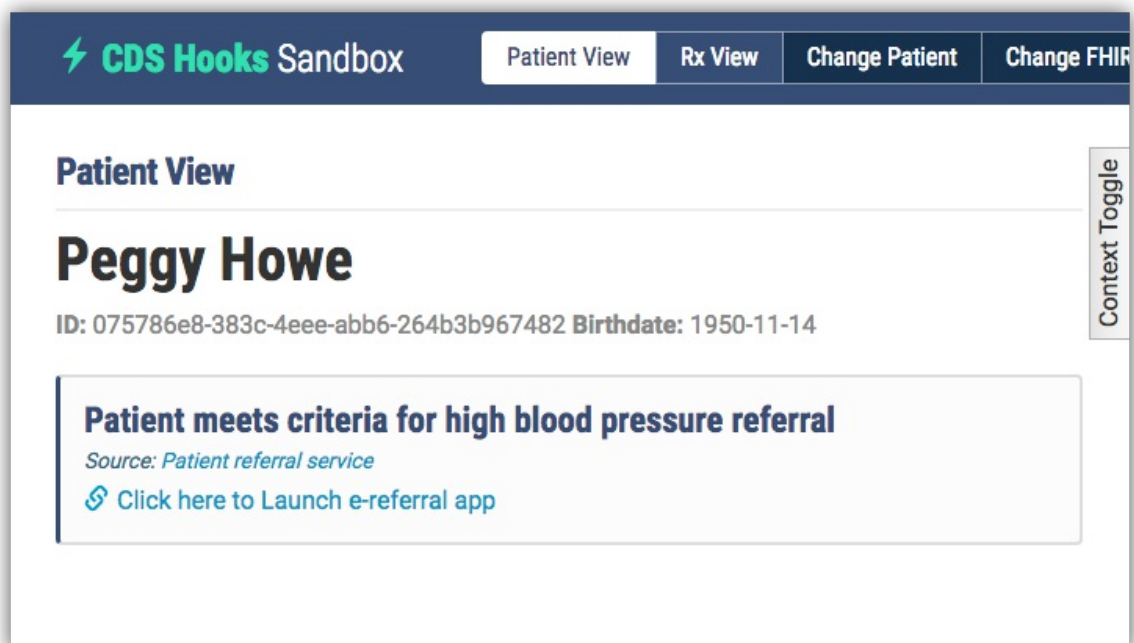 CDS Hooks Sandbox
Patient View
Rx View
Change Patient
Change FHIR
Context Toggle
Patient View
Peggy Howe
ID: 075786e8-383c-4eee-abb6-264b3b967482 Birthdate: 1950-11-14
Patient meets criteria for high blood pressure referral
Source: Patient referral service
Click here to Launch e-referral app